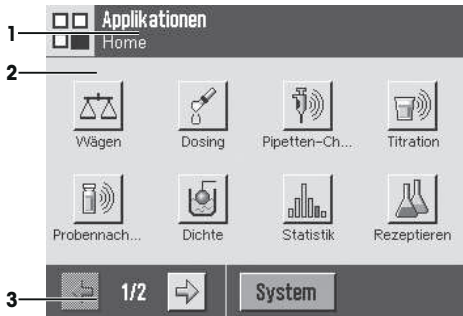 Applikationen
1 Home
2
Wägen Dosing Pipetten-Ch... Titration
Probennach... Dichte Statistik Rezeptieren
3 1/2 System